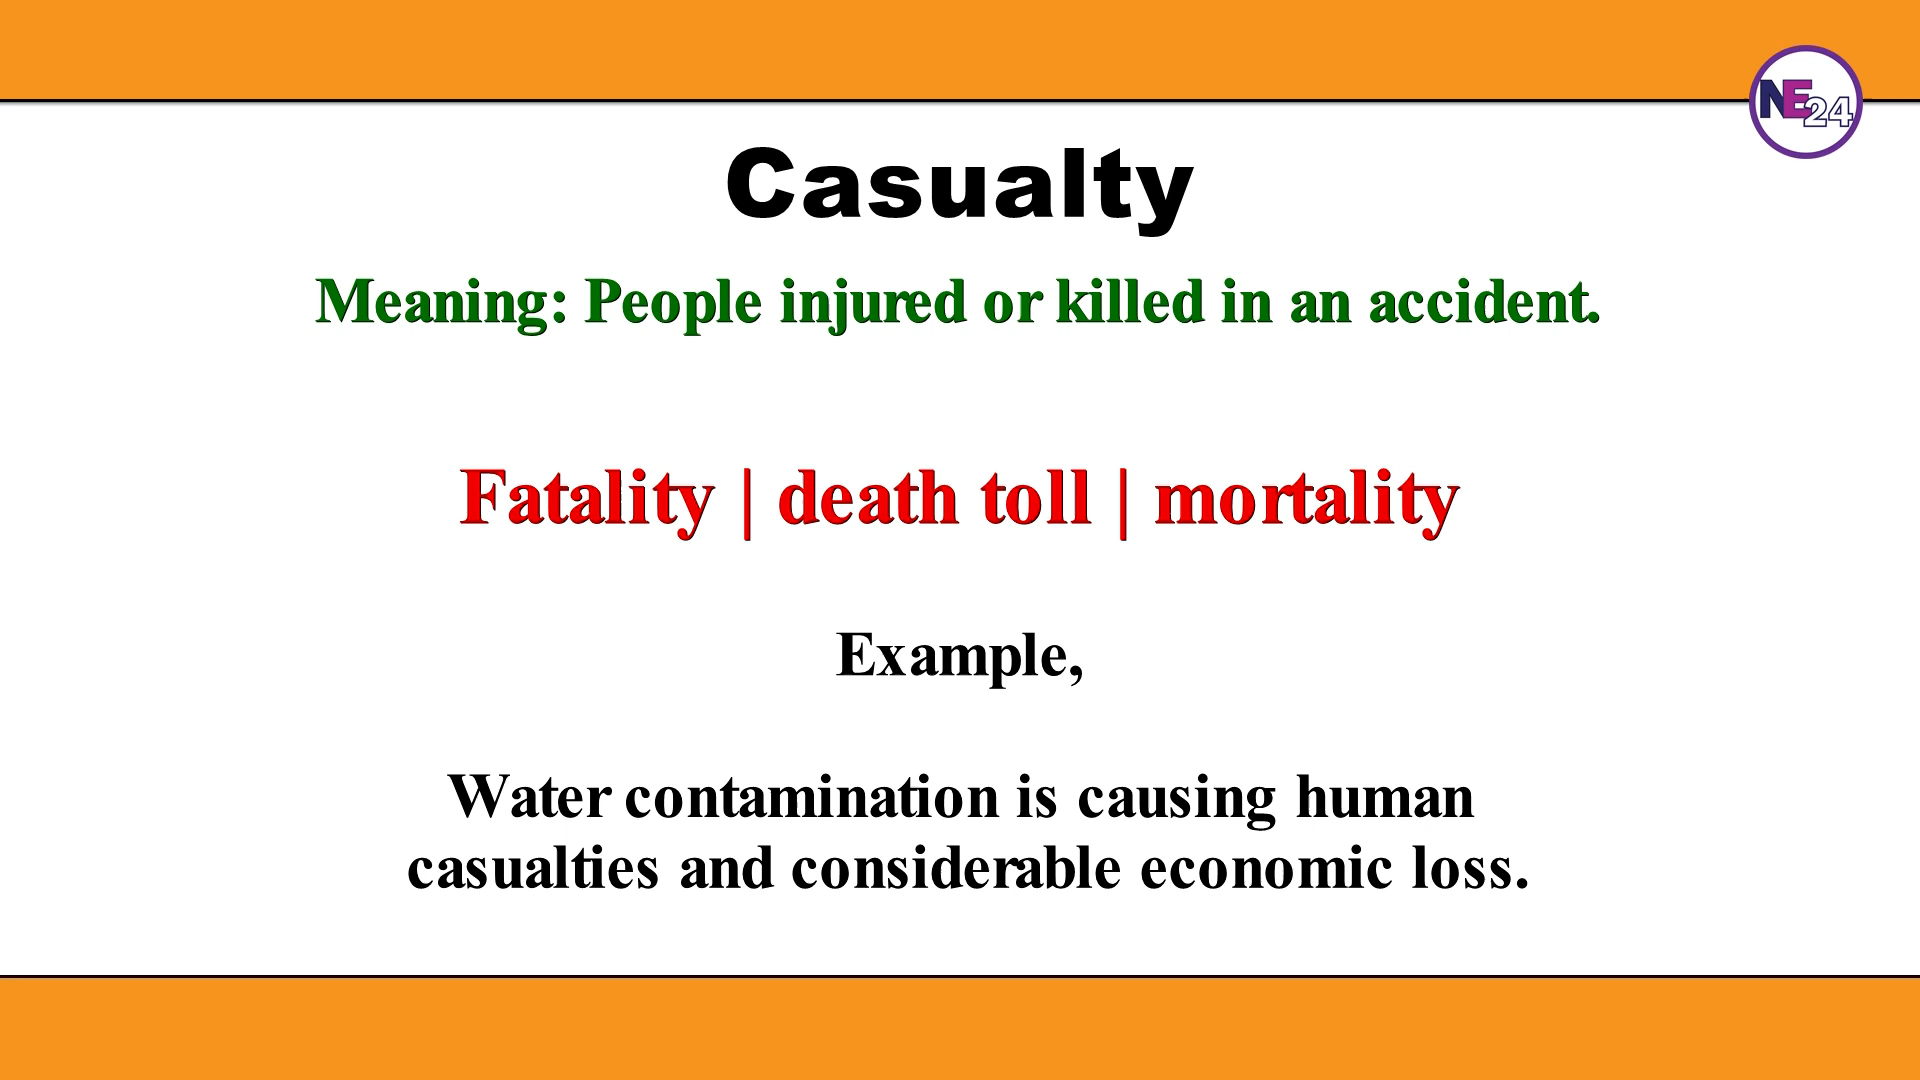 NE24
Casualty
Meaning: People injured or killed in an accident.
Fatality | death toll | mortality
Example,
Water contamination is causing human
casualties and considerable economic loss.